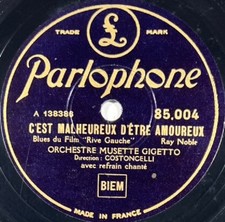 TRADE MARK
Parlophone
A 138386 85,004
C'EST MALHEUREUX D'ÊTRE AMOUREUX
Blues du Film "Rive Gauche" Ray Noble
ORCHESTRE MUSETTE GIGETTO
Direction: COSTONCELLI
avec refrain chanté
BIEM
MADE IN FRANCE